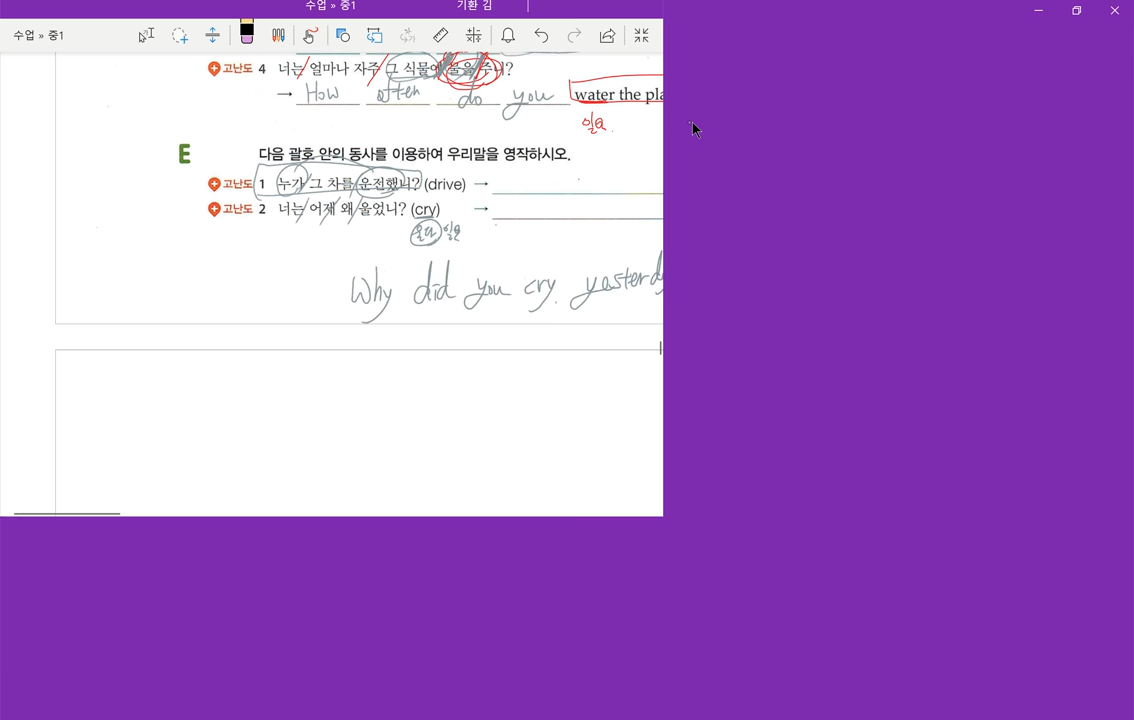 수업 » 중1 기환 김
수업 » 중1
고난도 4 너는 얼마나 자주 그 식물에 물을 주니?
→ How often do you water the pla
일요
E 다음 괄호 안의 동사를 이용하여 우리말을 영작하시오.
고난도 1 누가 그 차를 운전했니? (drive) →
고난도 2 너는 어제 왜 울었니? (cry) →
울다
Why did you cry yesterd